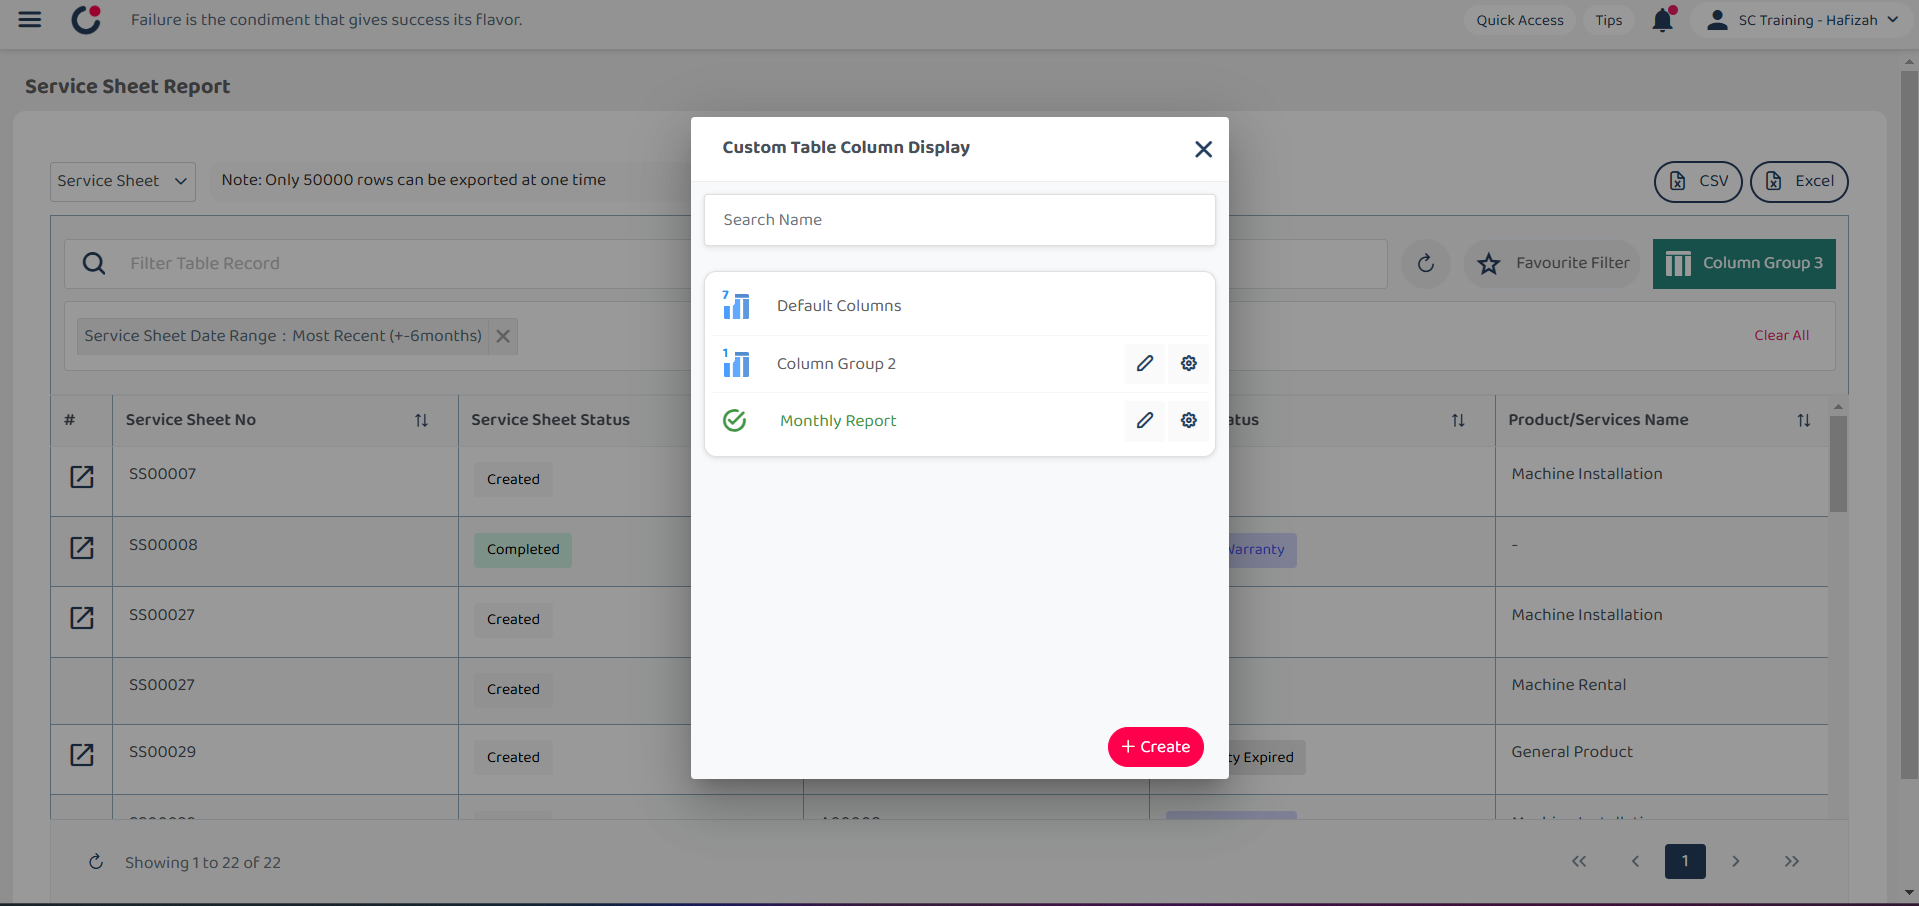 Failure is the condiment that gives success its flavor.
Quick Access
Tips
SC Training - Hafizah
Service Sheet Report
Service Sheet
Note: Only 50000 rows can be exported at one time
CSV
Excel
Filter Table Record
Favourite Filter
Column Group 3
Service Sheet Date Range : Most Recent (+-6months)
Clear All
# Service Sheet No Service Sheet Status Product/Services Name
SS00007 Created Machine Installation
SS00008 Completed Warranty -
SS00027 Created Machine Installation
SS00027 Created Machine Rental
SS00029 Created Expired General Product
Showing 1 to 22 of 22
1
Custom Table Column Display
Search Name
7 Default Columns
1 Column Group 2
Monthly Report
+ Create